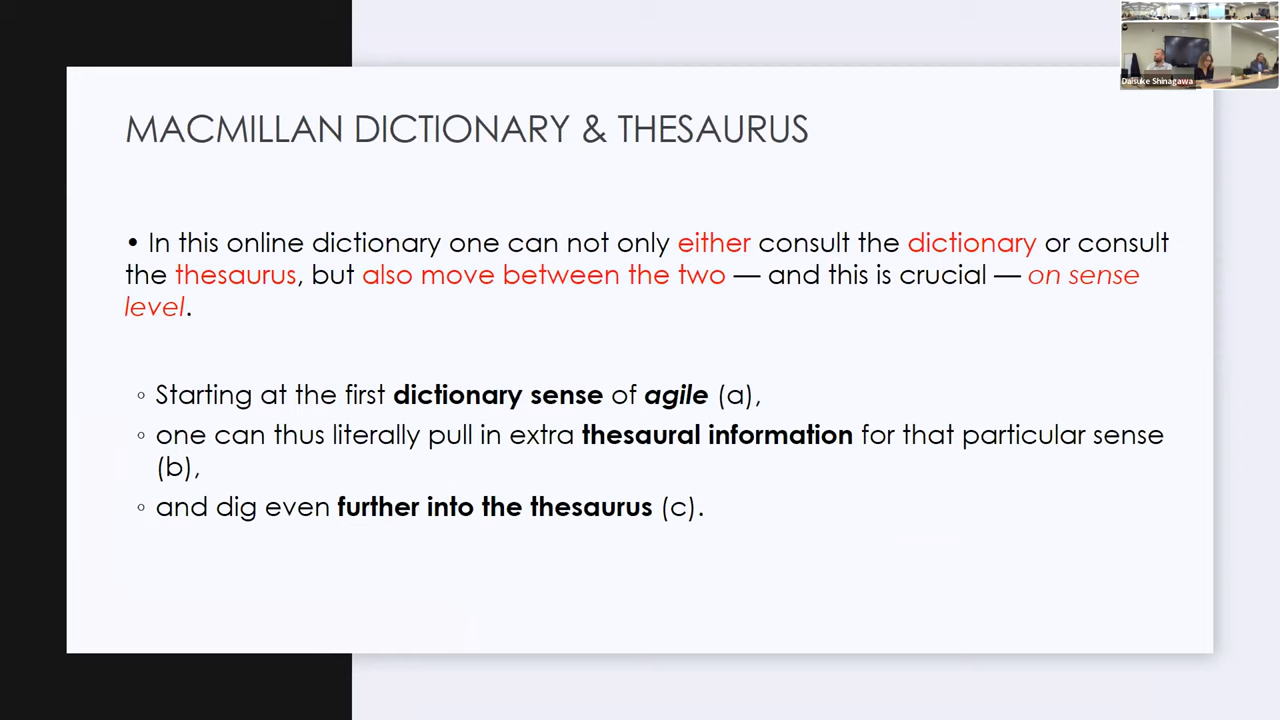 Daisuke Shinagawa
MACMILLAN DICTIONARY & THESAURUS
• In this online dictionary one can not only either consult the dictionary or consult
the thesaurus, but also move between the two — and this is crucial — on sense
level.
◦ Starting at the first dictionary sense of agile (a),
◦ one can thus literally pull in extra thesaural information for that particular sense
(b),
◦ and dig even further into the thesaurus (c).